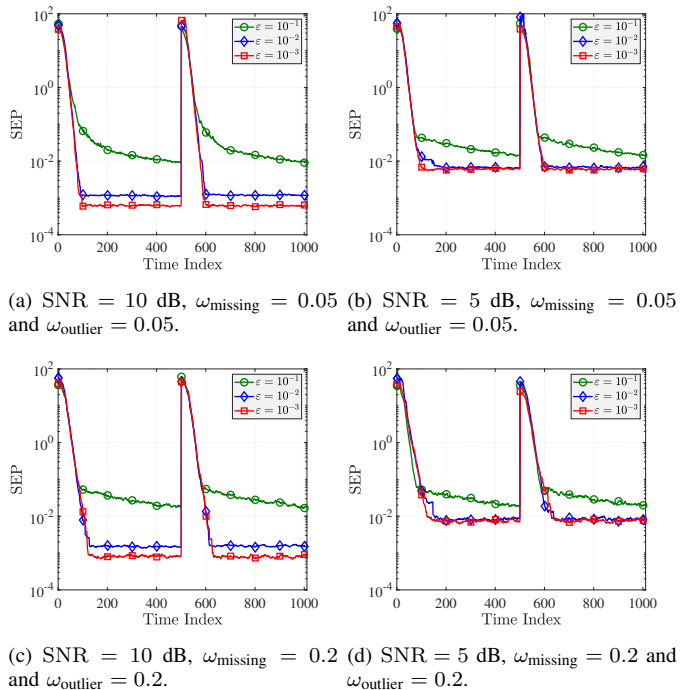 10^2
10^0
10^{-2}
10^{-4}
SEP
ε = 10^{-1}
ε = 10^{-2}
ε = 10^{-3}
0 200 400 600 800 1000
Time Index
10^2
10^0
10^{-2}
10^{-4}
SEP
ε = 10^{-1}
ε = 10^{-2}
ε = 10^{-3}
0 200 400 600 800 1000
Time Index
(a) SNR = 10 dB, ω_missing = 0.05
and ω_outlier = 0.05.
(b) SNR = 5 dB, ω_missing = 0.05
and ω_outlier = 0.05.
10^2
10^0
10^{-2}
10^{-4}
SEP
ε = 10^{-1}
ε = 10^{-2}
ε = 10^{-3}
0 200 400 600 800 1000
Time Index
10^2
10^0
10^{-2}
10^{-4}
SEP
ε = 10^{-1}
ε = 10^{-2}
ε = 10^{-3}
0 200 400 600 800 1000
Time Index
(c) SNR = 10 dB, ω_missing = 0.2
and ω_outlier = 0.2.
(d) SNR = 5 dB, ω_missing = 0.2 and
ω_outlier = 0.2.